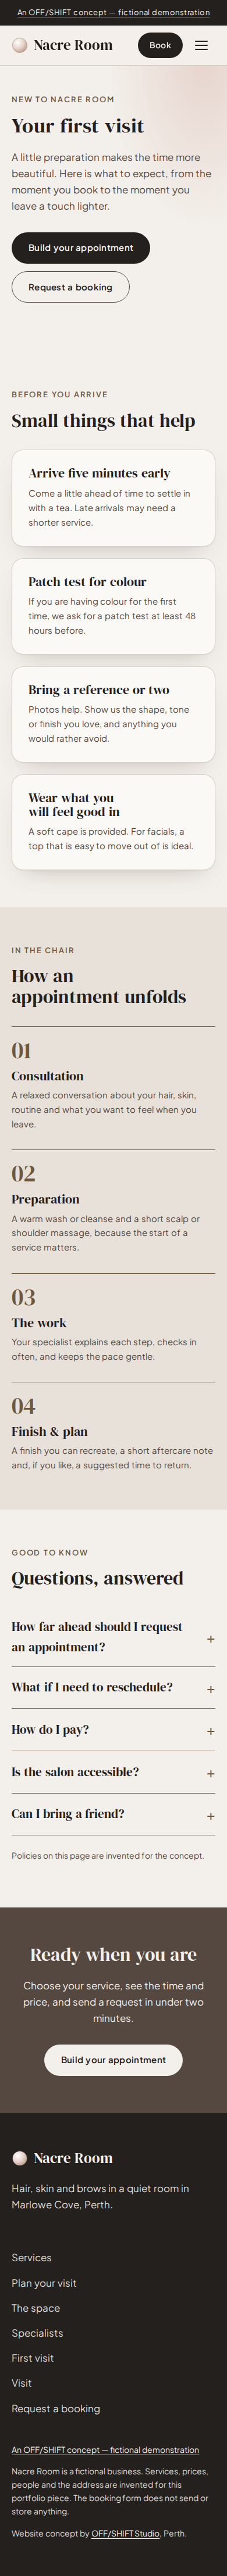 An OFF/SHIFT concept — fictional demonstration
Nacre Room
Book
NEW TO NACRE ROOM
Your first visit
A little preparation makes the time more
beautiful. Here is what to expect, from the
moment you book to the moment you
leave a touch lighter.
Build your appointment
Request a booking
BEFORE YOU ARRIVE
Small things that help
Arrive five minutes early
Come a little ahead of time to settle in
with a tea. Late arrivals may need a
shorter service.
Patch test for colour
If you are having colour for the first
time, we ask for a patch test at least 48
hours before.
Bring a reference or two
Photos help. Show us the shape, tone
or finish you love, and anything you
would rather avoid.
Wear what you
will feel good in
A soft cape is provided. For facials, a
top that is easy to move out of is ideal.
IN THE CHAIR
How an
appointment unfolds
01
Consultation
A relaxed conversation about your hair, skin,
routine and what you want to feel when you
leave.
02
Preparation
A warm wash or cleanse and a short scalp or
shoulder massage, because the start of a
service matters.
03
The work
Your specialist explains each step, checks in
often, and keeps the pace gentle.
04
Finish & plan
A finish you can recreate, a short aftercare note
and, if you like, a suggested time to return.
GOOD TO KNOW
Questions, answered
How far ahead should I request
an appointment?
+
What if I need to reschedule?
+
How do I pay?
+
Is the salon accessible?
+
Can I bring a friend?
+
Policies on this page are invented for the concept.
Ready when you are
Choose your service, see the time and
price, and send a request in under two
minutes.
Build your appointment
Nacre Room
Hair, skin and brows in a quiet room in
Marlowe Cove, Perth.
Services
Plan your visit
The space
Specialists
First visit
Visit
Request a booking
An OFF/SHIFT concept — fictional demonstration
Nacre Room is a fictional business. Services, prices,
people and the address are invented for this
portfolio piece. The booking form does not send or
store anything.
Website concept by OFF/SHIFT Studio, Perth.